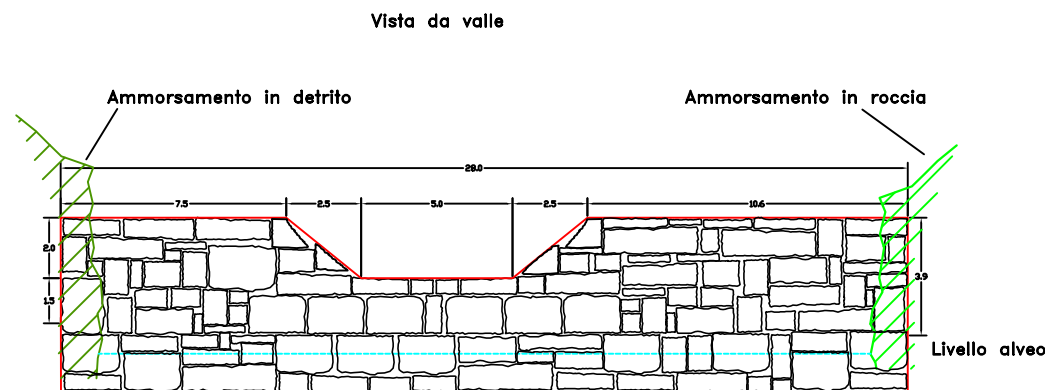 Vista da valle
Ammorsamento in detrito
Ammorsamento in roccia
28.0
7.5
2.5
5.0
2.5
10.6
2.0
3.9
1.5
Livello alveo